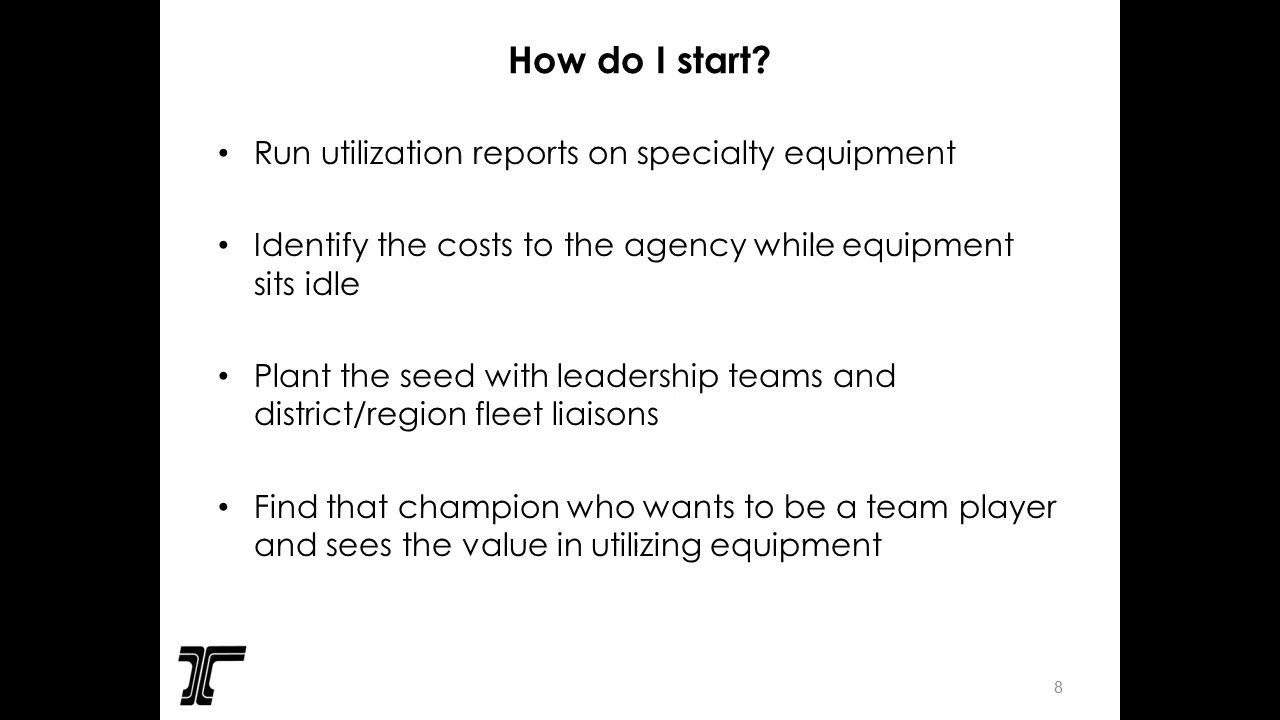 How do I start?
• Run utilization reports on specialty equipment
• Identify the costs to the agency while equipment
sits idle
• Plant the seed with leadership teams and
district/region fleet liaisons
• Find that champion who wants to be a team player
and sees the value in utilizing equipment
8